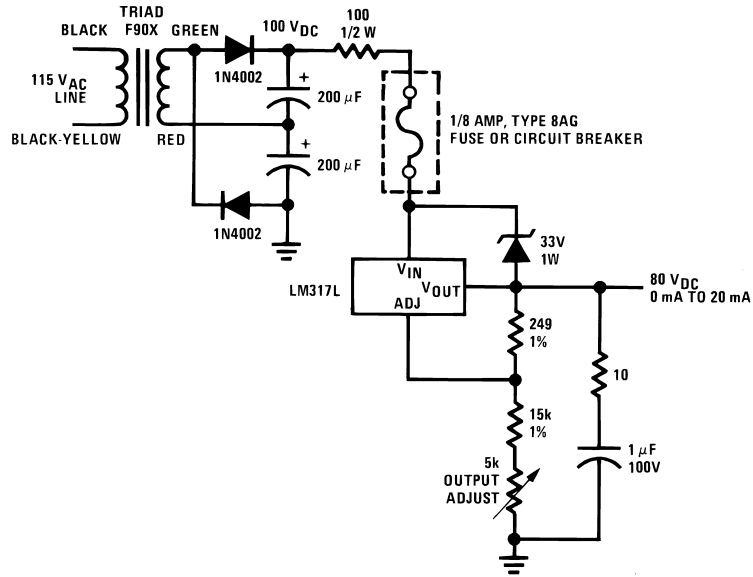 TRIAD
F90X
BLACK
GREEN
100 VDC
100
1/2 W
1N4002
+
200 μF
115 VAC
LINE
BLACK-YELLOW
RED
+
200 μF
1N4002
1/8 AMP, TYPE 8AG
FUSE OR CIRCUIT BREAKER
33V
1W
LM317L
VIN
VOUT
ADJ
80 VDC
0 mA TO 20 mA
249
1%
10
15k
1%
5k
OUTPUT
ADJUST
1 μF
100V